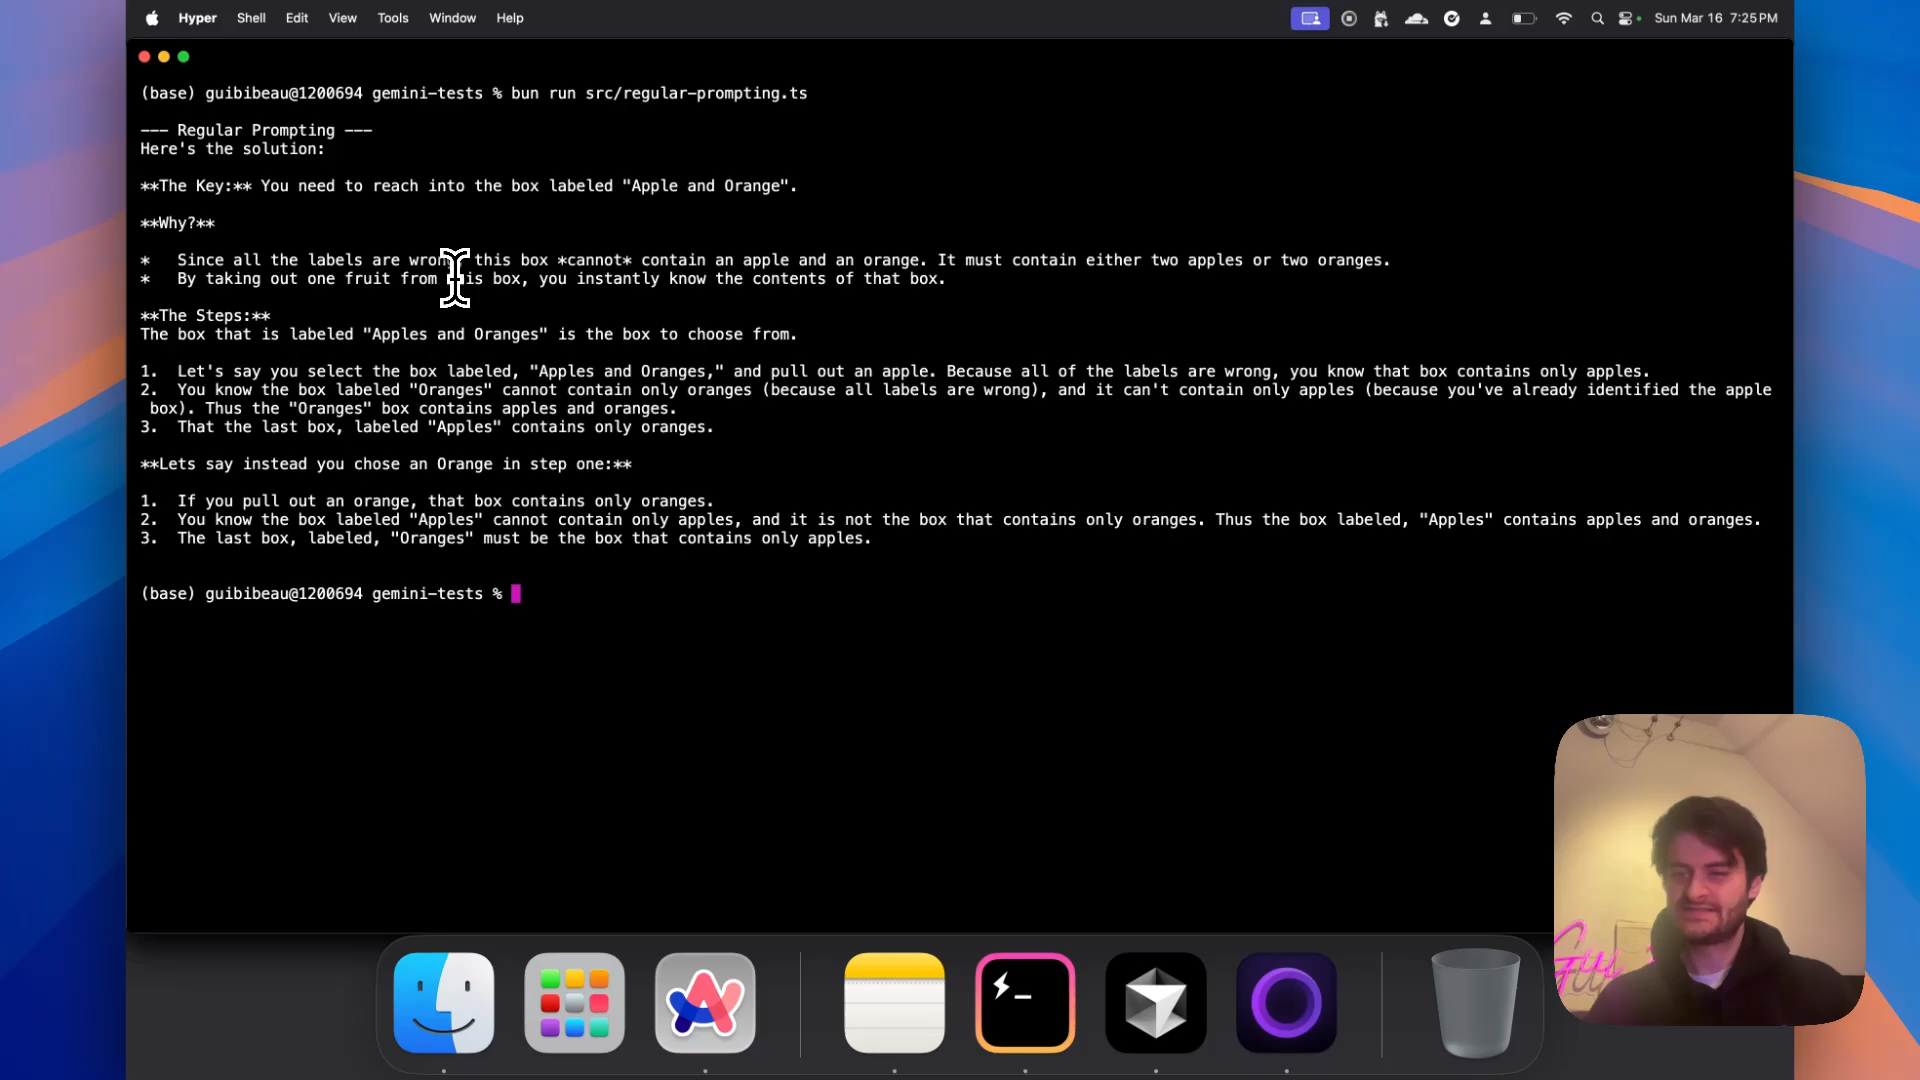 Hyper Shell Edit View Tools Window Help Sun Mar 16 7:25 PM
(base) guibibeau@1200694 gemini-tests % bun run src/regular-prompting.ts
--- Regular Prompting ---
Here's the solution:
**The Key:** You need to reach into the box labeled "Apple and Orange".
**Why?**
* Since all the labels are wrong, this box *cannot* contain an apple and an orange. It must contain either two apples or two oranges.
* By taking out one fruit from this box, you instantly know the contents of that box.
**The Steps:**
The box that is labeled "Apples and Oranges" is the box to choose from.
1. Let's say you select the box labeled, "Apples and Oranges," and pull out an apple. Because all of the labels are wrong, you know that box contains only apples.
2. You know the box labeled "Oranges" cannot contain only oranges (because all labels are wrong), and it can't contain only apples (because you've already identified the apple
box). Thus the "Oranges" box contains apples and oranges.
3. That the last box, labeled "Apples" contains only oranges.
**Lets say instead you chose an Orange in step one:**
1. If you pull out an orange, that box contains only oranges.
2. You know the box labeled "Apples" cannot contain only apples, and it is not the box that contains only oranges. Thus the box labeled, "Apples" contains apples and oranges.
3. The last box, labeled, "Oranges" must be the box that contains only apples.
(base) guibibeau@1200694 gemini-tests %